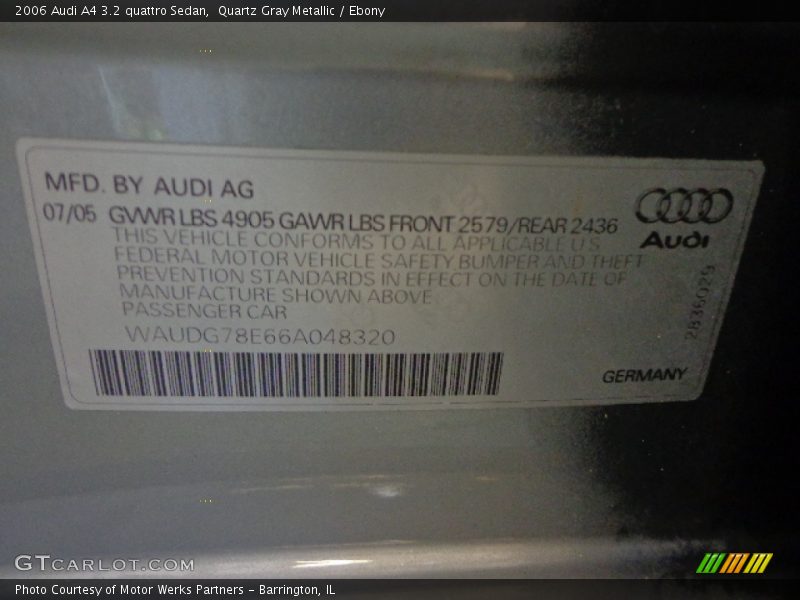 2006 Audi A4 3.2 quattro Sedan,  Quartz Gray Metallic / Ebony
MFD. BY AUDI AG
07/05 GVWR LBS 4905 GAWR LBS FRONT 2579/REAR 2436
THIS VEHICLE CONFORMS TO ALL APPLICABLE U S
FEDERAL MOTOR VEHICLE SAFETY BUMPER AND THEFT
PREVENTION STANDARDS IN EFFECT ON THE DATE OF
MANUFACTURE SHOWN ABOVE
PASSENGER CAR
WAUDG78E66A048320
Audi
2836029
GERMANY
GTCARLOT.COM
Photo Courtesy of Motor Werks Partners - Barrington, IL